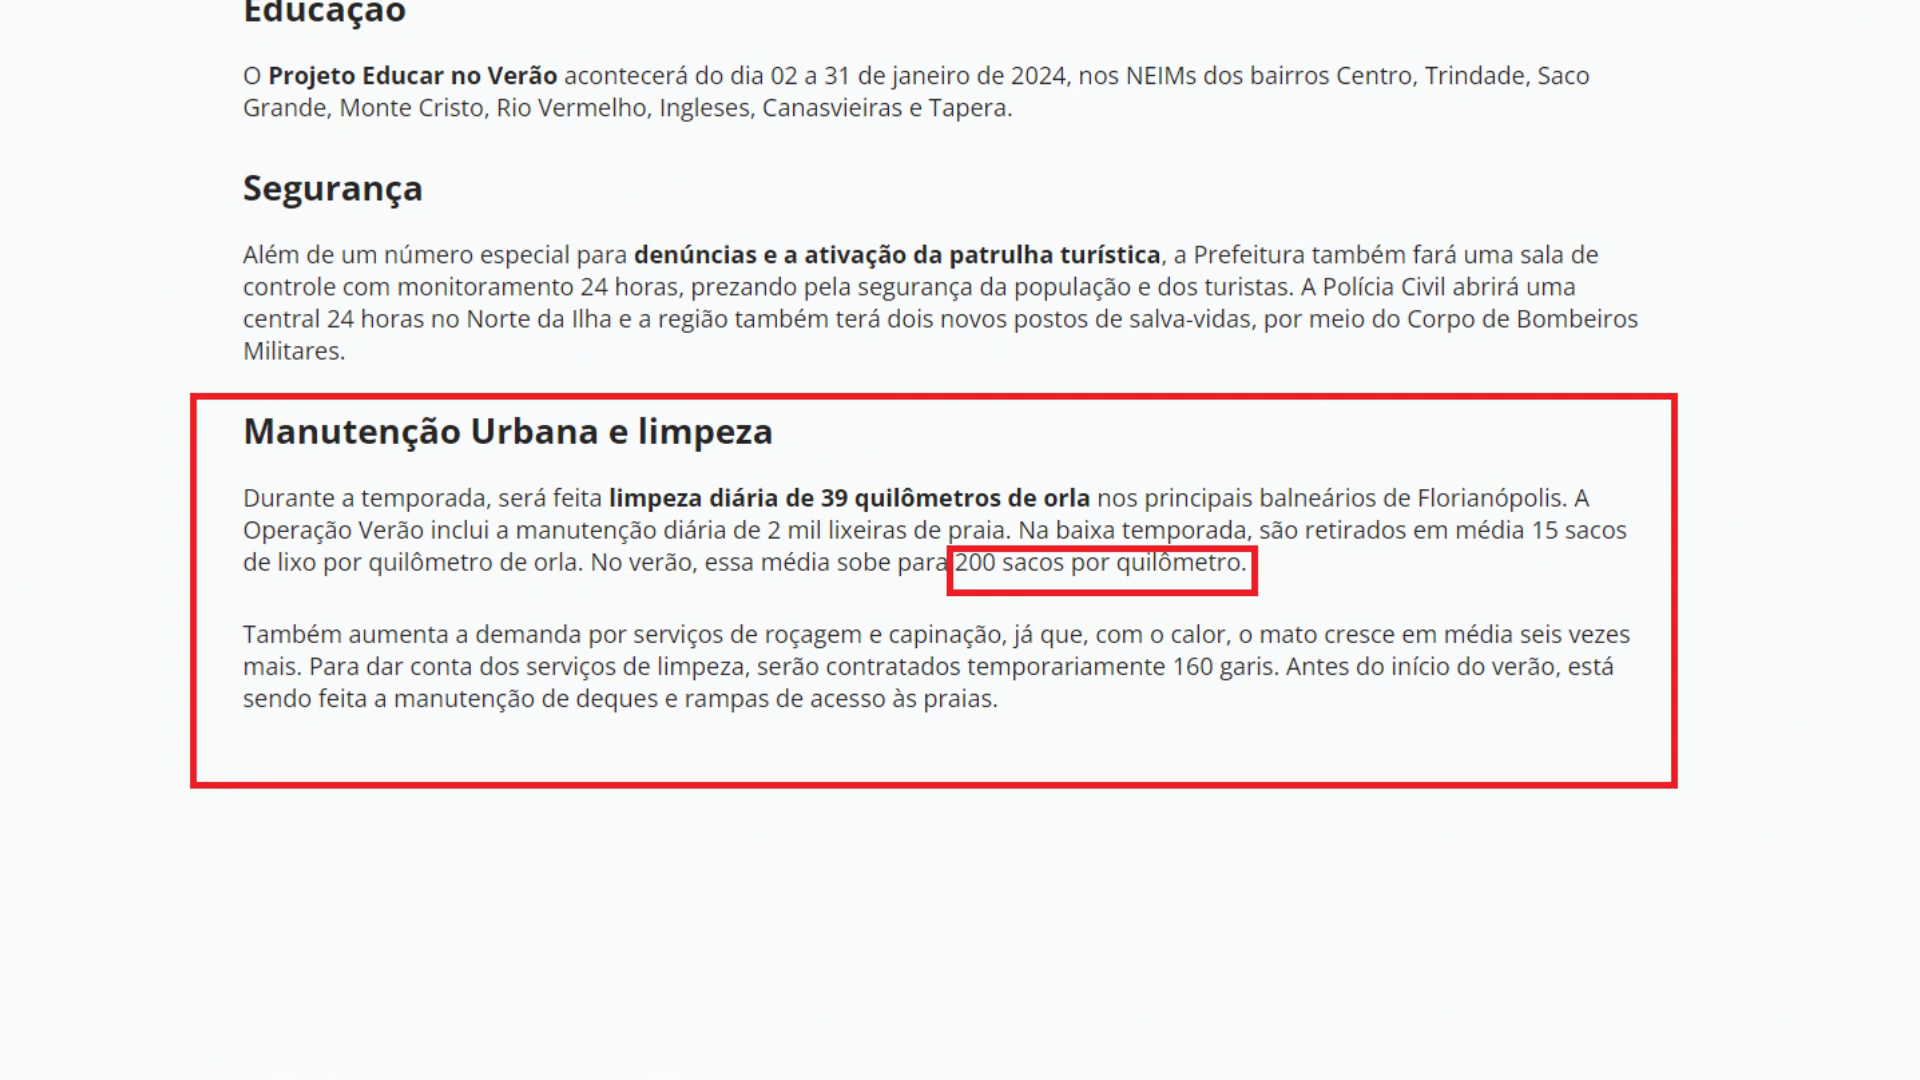 Educação
O Projeto Educar no Verão acontecerá do dia 02 a 31 de janeiro de 2024, nos NEIMs dos bairros Centro, Trindade, Saco
Grande, Monte Cristo, Rio Vermelho, Ingleses, Canasvieiras e Tapera.
Segurança
Além de um número especial para denúncias e a ativação da patrulha turística, a Prefeitura também fará uma sala de
controle com monitoramento 24 horas, prezando pela segurança da população e dos turistas. A Polícia Civil abrirá uma
central 24 horas no Norte da Ilha e a região também terá dois novos postos de salva-vidas, por meio do Corpo de Bombeiros
Militares.
Manutenção Urbana e limpeza
Durante a temporada, será feita limpeza diária de 39 quilômetros de orla nos principais balneários de Florianópolis. A
Operação Verão inclui a manutenção diária de 2 mil lixeiras de praia. Na baixa temporada, são retirados em média 15 sacos
de lixo por quilômetro de orla. No verão, essa média sobe para 200 sacos por quilômetro.
Também aumenta a demanda por serviços de roçagem e capinação, já que, com o calor, o mato cresce em média seis vezes
mais. Para dar conta dos serviços de limpeza, serão contratados temporariamente 160 garis. Antes do início do verão, está
sendo feita a manutenção de deques e rampas de acesso às praias.